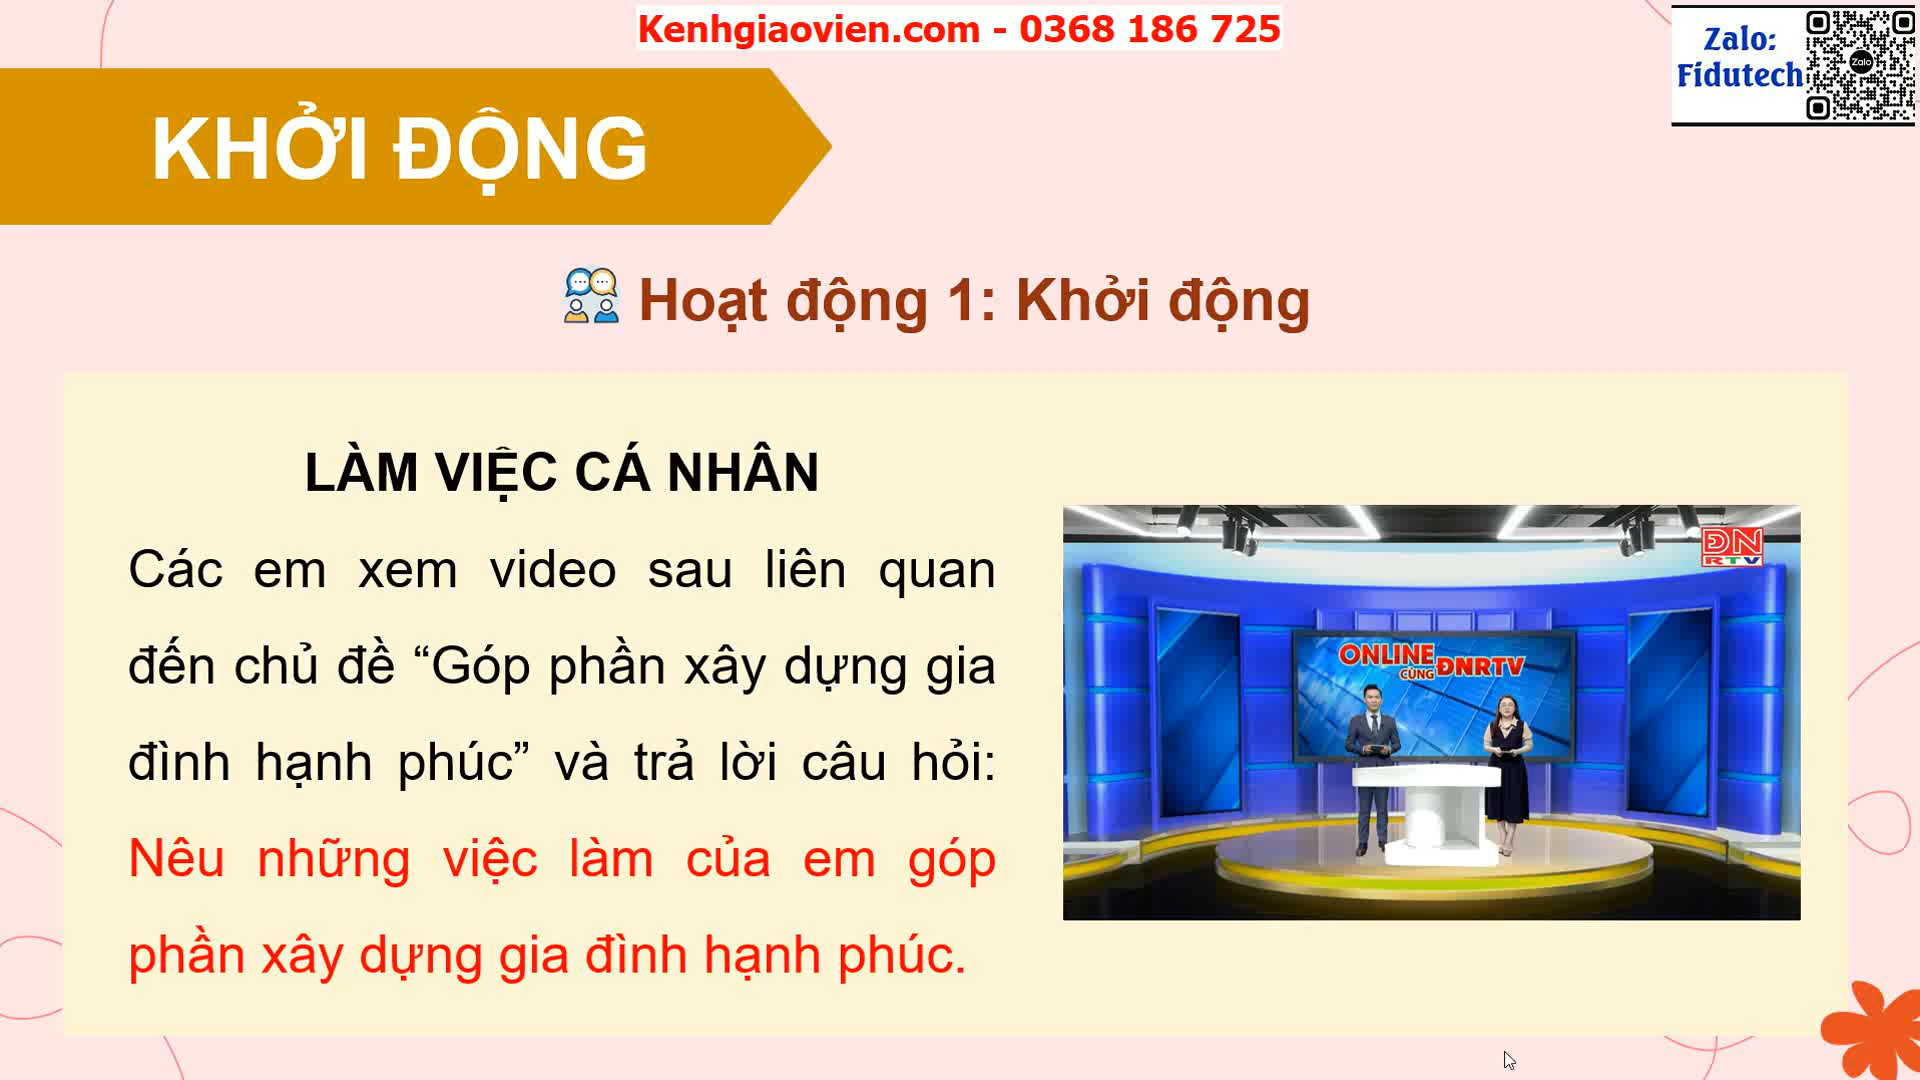 Kenhgiaovien.com - 0368 186 725
Zalo:
Fidutech
Zalo
KHỞI ĐỘNG
Hoạt động 1: Khởi động
LÀM VIỆC CÁ NHÂN
Các em xem video sau liên quan
đến chủ đề “Góp phần xây dựng gia
đình hạnh phúc” và trả lời câu hỏi:
Nêu những việc làm của em góp
phần xây dựng gia đình hạnh phúc.
ĐN
RTV
ONLINE
CÙNG ĐNRTV